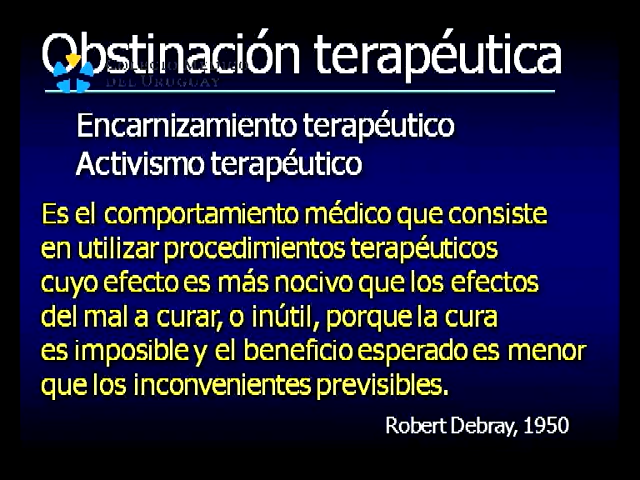 Obstinación terapéutica
DEL URUGUAY
Encarnizamiento terapéutico
Activismo terapéutico
Es el comportamiento médico que consiste
en utilizar procedimientos terapéuticos
cuyo efecto es más nocivo que los efectos
del mal a curar, o inútil, porque la cura
es imposible y el beneficio esperado es menor
que los inconvenientes previsibles.
Robert Debray, 1950